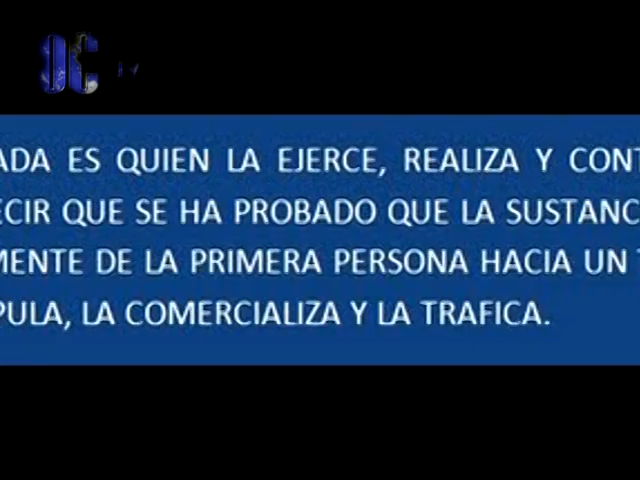 ADA ES QUIEN LA EJERCE, REALIZA Y CONT
ECIR QUE SE HA PROBADO QUE LA SUSTANC
MENTE DE LA PRIMERA PERSONA HACIA UN
PULA, LA COMERCIALIZA Y LA TRAFICA.